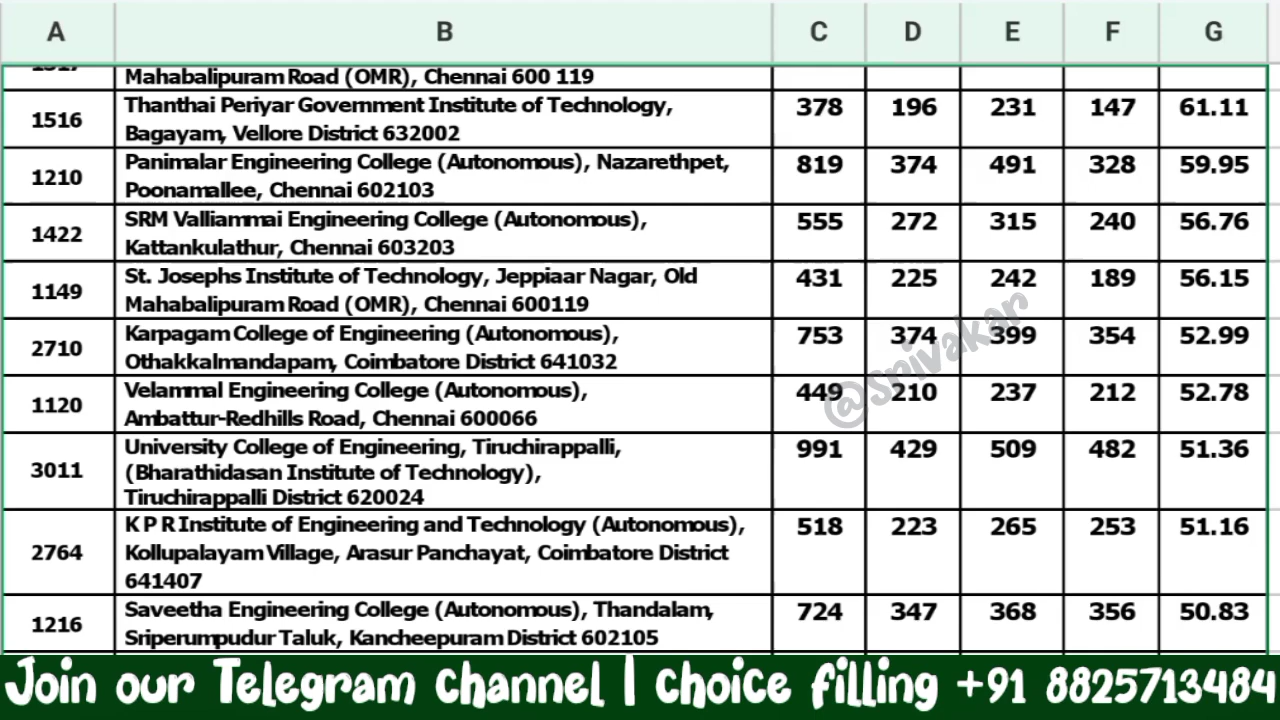 A B C D E F G
Mahabalipuram Road (OMR), Chennai 600 119
1516 Thanthai Periyar Government Institute of Technology, 378 196 231 147 61.11
Bagayam, Vellore District 632002
1210 Panimalar Engineering College (Autonomous), Nazarethpet, 819 374 491 328 59.95
Poonamallee, Chennai 602103
1422 SRM Valliammai Engineering College (Autonomous), 555 272 315 240 56.76
Kattankulathur, Chennai 603203
1149 St. Josephs Institute of Technology, Jeppiaar Nagar, Old 431 225 242 189 56.15
Mahabalipuram Road (OMR), Chennai 600119
2710 Karpagam College of Engineering (Autonomous), 753 374 399 354 52.99
Othakkalmandapam, Coimbatore District 641032
1120 Velammal Engineering College (Autonomous), 449 210 237 212 52.78
Ambattur-Redhills Road, Chennai 600066
3011 University College of Engineering, Tiruchirappalli, 991 429 509 482 51.36
(Bharathidasan Institute of Technology),
Tiruchirappalli District 620024
2764 K P R Institute of Engineering and Technology (Autonomous), 518 223 265 253 51.16
Kollupalayam Village, Arasur Panchayat, Coimbatore District
641407
1216 Saveetha Engineering College (Autonomous), Thandalam, 724 347 368 356 50.83
Sriperumpudur Taluk, Kancheepuram District 602105
@Srivakar
Join our Telegram channel | choice filling +91 8825713484